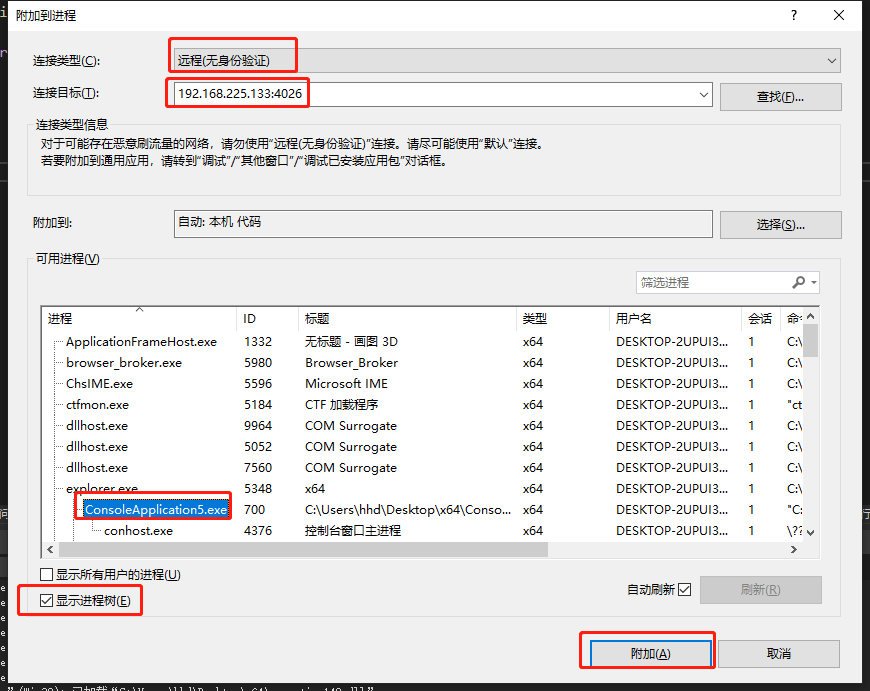 附加到进程
?
连接类型(C):
远程(无身份验证)
连接目标(T):
192.168.225.133:4026
查找(F)...
连接类型信息
对于可能存在恶意刷流量的网络，请勿使用“远程(无身份验证)”连接。请尽可能使用“默认”连接。
若要附加到通用应用，请转到“调试”/“其他窗口”/“调试已安装应用包”对话框。
附加到:
自动: 本机 代码
选择(S)...
可用进程(V)
筛选进程
进程 ID 标题 类型 用户名 会话
ApplicationFrameHost.exe 1332 无标题 - 画图 3D x64 DESKTOP-2UPUI3... 1 C:\
browser_broker.exe 5980 Browser_Broker x64 DESKTOP-2UPUI3... 1 C:\
ChsIME.exe 5596 Microsoft IME x64 DESKTOP-2UPUI3... 1 C:\
ctfmon.exe 5184 CTF 加载程序 x64 DESKTOP-2UPUI3... 1 "ct
dllhost.exe 9964 COM Surrogate x64 DESKTOP-2UPUI3... 1 C:\
dllhost.exe 5052 COM Surrogate x64 DESKTOP-2UPUI3... 1 C:\
dllhost.exe 7560 COM Surrogate x64 DESKTOP-2UPUI3... 1 C:\
explorer.exe 5348 x64 x64 DESKTOP-2UPUI3... 1 C:\
ConsoleApplication5.exe 700 C:\Users\hhd\Desktop\x64\Conso... x64 DESKTOP-2UPUI3... 1 "C:
conhost.exe 4376 控制台窗口主进程 x64 DESKTOP-2UPUI3... 1 \??
显示所有用户的进程(U)
自动刷新
刷新(R)
显示进程树(E)
附加(A)
取消